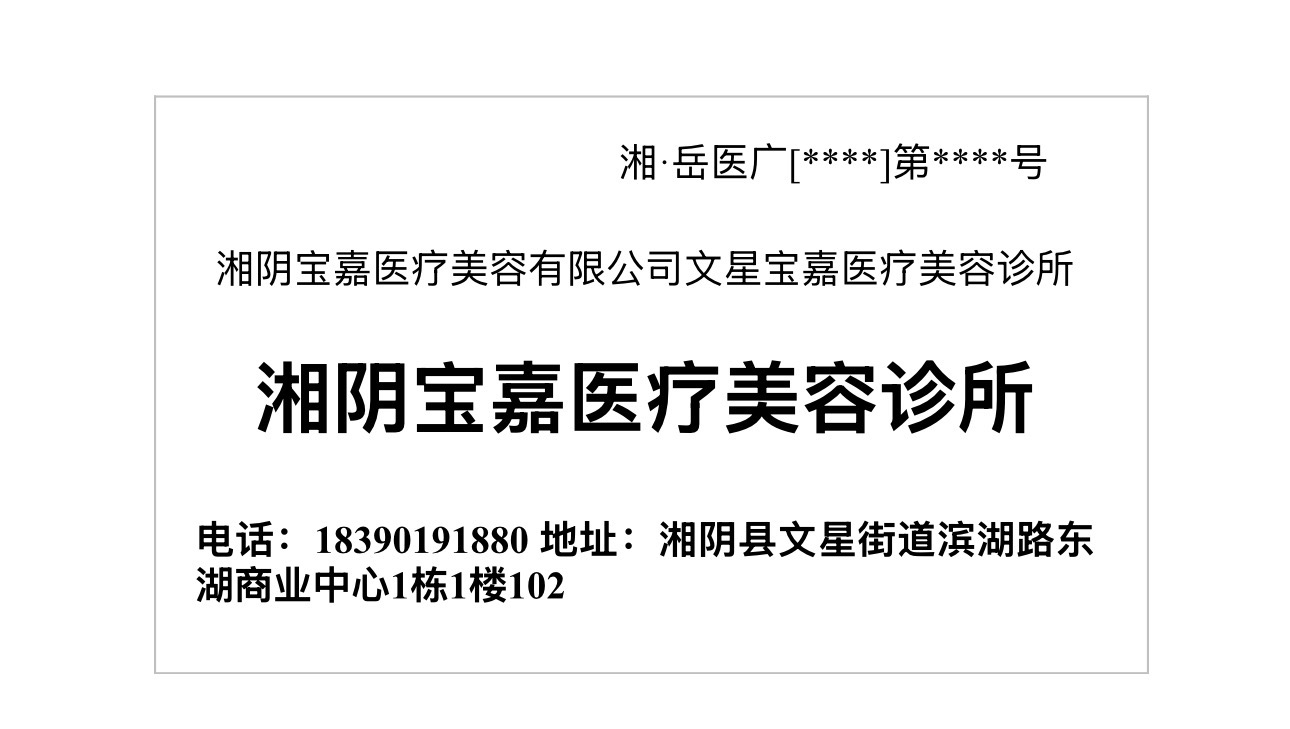 湘·岳医广[****]第****号
湘阴宝嘉医疗美容有限公司文星宝嘉医疗美容诊所
湘阴宝嘉医疗美容诊所
电话：18390191880 地址：湘阴县文星街道滨湖路东
湖商业中心1栋1楼102